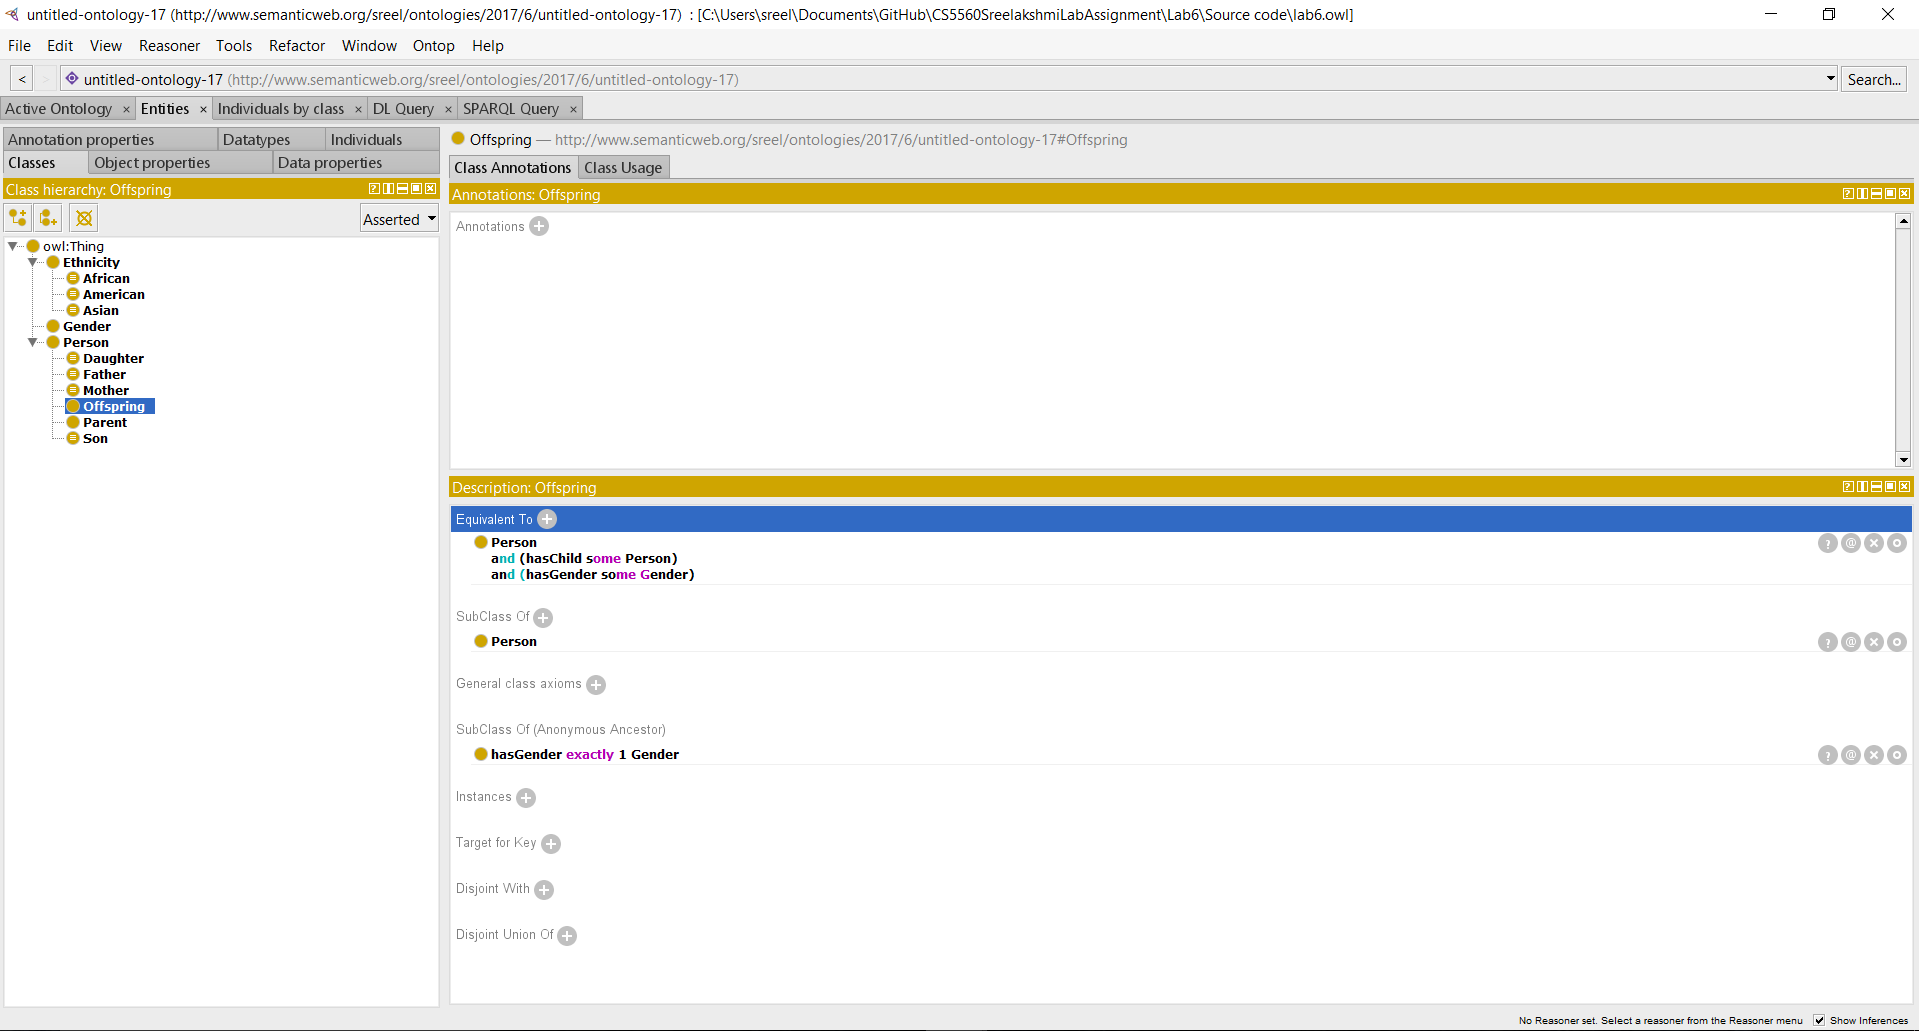 untitled-ontology-17 (http://www.semanticweb.org/sreel/ontologies/2017/6/untitled-ontology-17) : [C:\Users\sreel\Documents\GitHub\CS5560SreelakshmiLabAssignment\Lab6\Source code\lab6.owl]
File Edit View Reasoner Tools Refactor Window Ontop Help
< > untitled-ontology-17 (http://www.semanticweb.org/sreel/ontologies/2017/6/untitled-ontology-17) Search...
Active Ontology × Entities × Individuals by class × DL Query × SPARQL Query ×
Annotation properties Datatypes Individuals
Classes Object properties Data properties
Class hierarchy: Offspring
Asserted
owl:Thing
Ethnicity
African
American
Asian
Gender
Person
Daughter
Father
Mother
Offspring
Parent
Son
Offspring — http://www.semanticweb.org/sreel/ontologies/2017/6/untitled-ontology-17#Offspring
Class Annotations Class Usage
Annotations: Offspring
Annotations
Description: Offspring
Equivalent To
Person
and (hasChild some Person)
and (hasGender some Gender)
SubClass Of
Person
General class axioms
SubClass Of (Anonymous Ancestor)
hasGender exactly 1 Gender
Instances
Target for Key
Disjoint With
Disjoint Union Of
No Reasoner set. Select a reasoner from the Reasoner menu Show Inferences